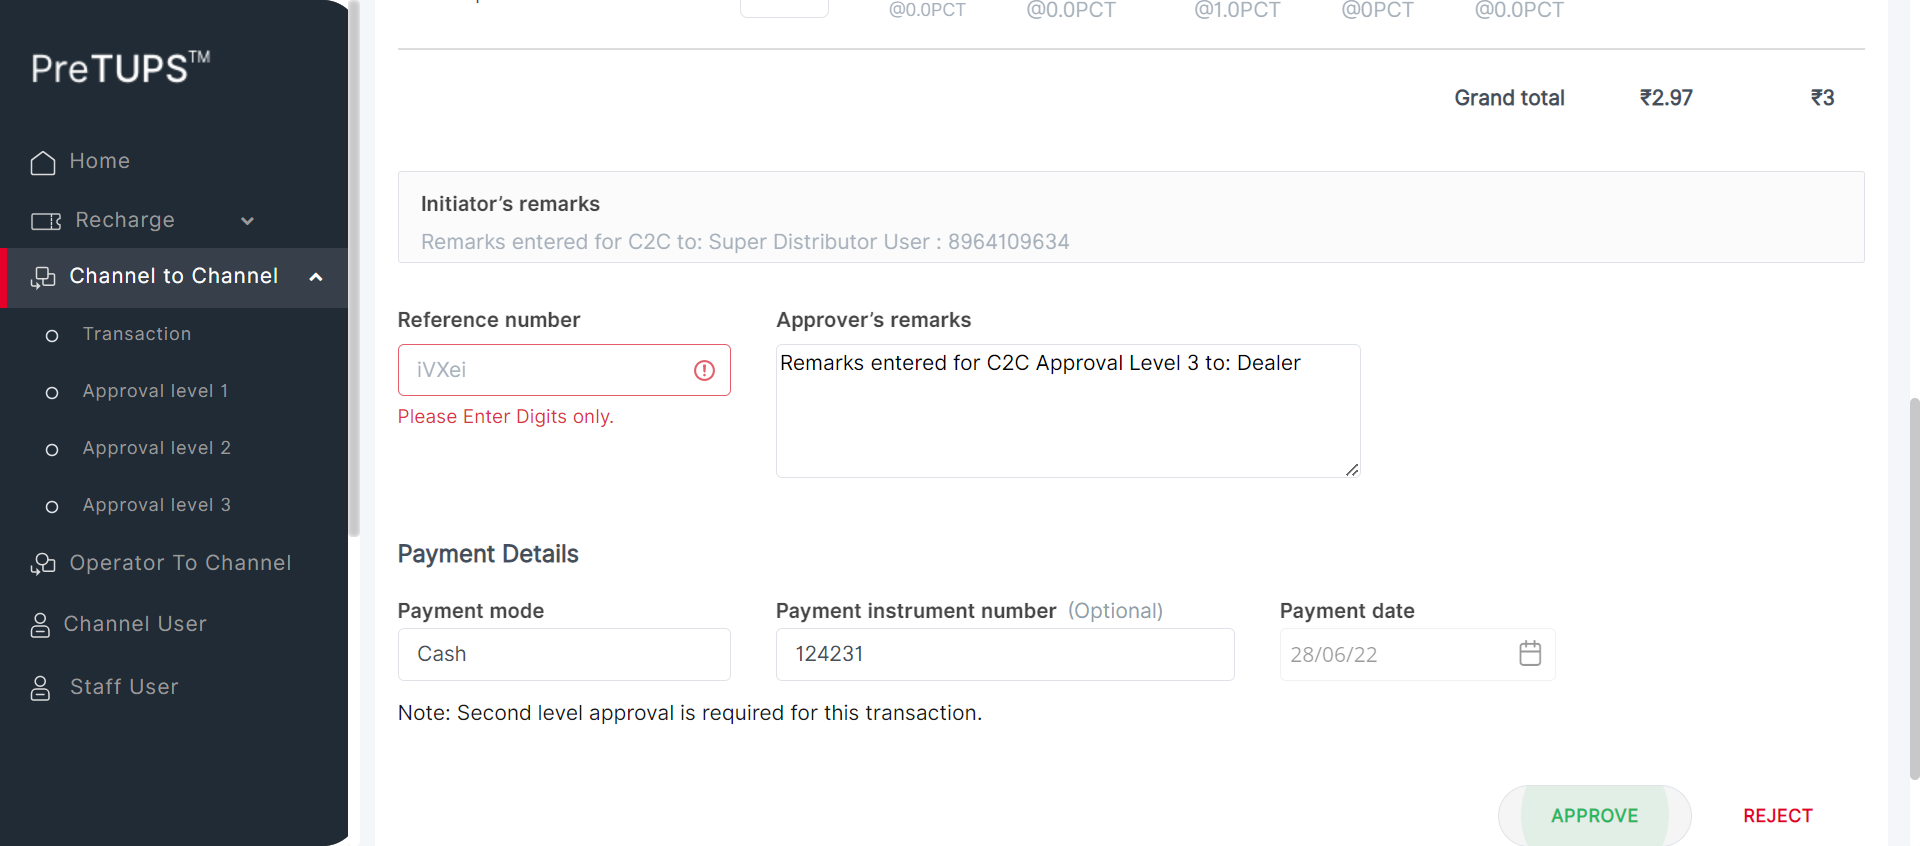 PreTUPS™
Home
Recharge
Channel to Channel
Transaction
Approval level 1
Approval level 2
Approval level 3
Operator To Channel
Channel User
Staff User
@0.0PCT @0.0PCT @1.0PCT @0PCT @0.0PCT
Grand total ₹2.97 ₹3
Initiator’s remarks
Remarks entered for C2C to: Super Distributor User : 8964109634
Reference number
iVXei
Please Enter Digits only.
Approver’s remarks
Remarks entered for C2C Approval Level 3 to: Dealer
Payment Details
Payment mode
Cash
Payment instrument number (Optional)
124231
Payment date
28/06/22
Note: Second level approval is required for this transaction.
APPROVE REJECT